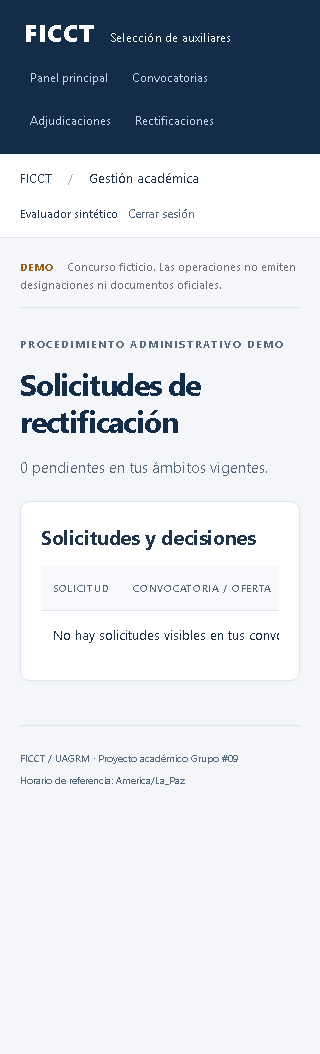 FICCT Selección de auxiliares
Panel principal Convocatorias
Adjudicaciones Rectificaciones
FICCT / Gestión académica
Evaluador sintético Cerrar sesión
DEMO Concurso ficticio. Las operaciones no emiten
designaciones ni documentos oficiales.
PROCEDIMIENTO ADMINISTRATIVO DEMO
Solicitudes de
rectificación
0 pendientes en tus ámbitos vigentes.
Solicitudes y decisiones
SOLICITUD CONVOCATORIA / OFERTA
No hay solicitudes visibles en tus
FICCT / UAGRM · Proyecto académico Grupo #09
Horario de referencia: America/La_Paz